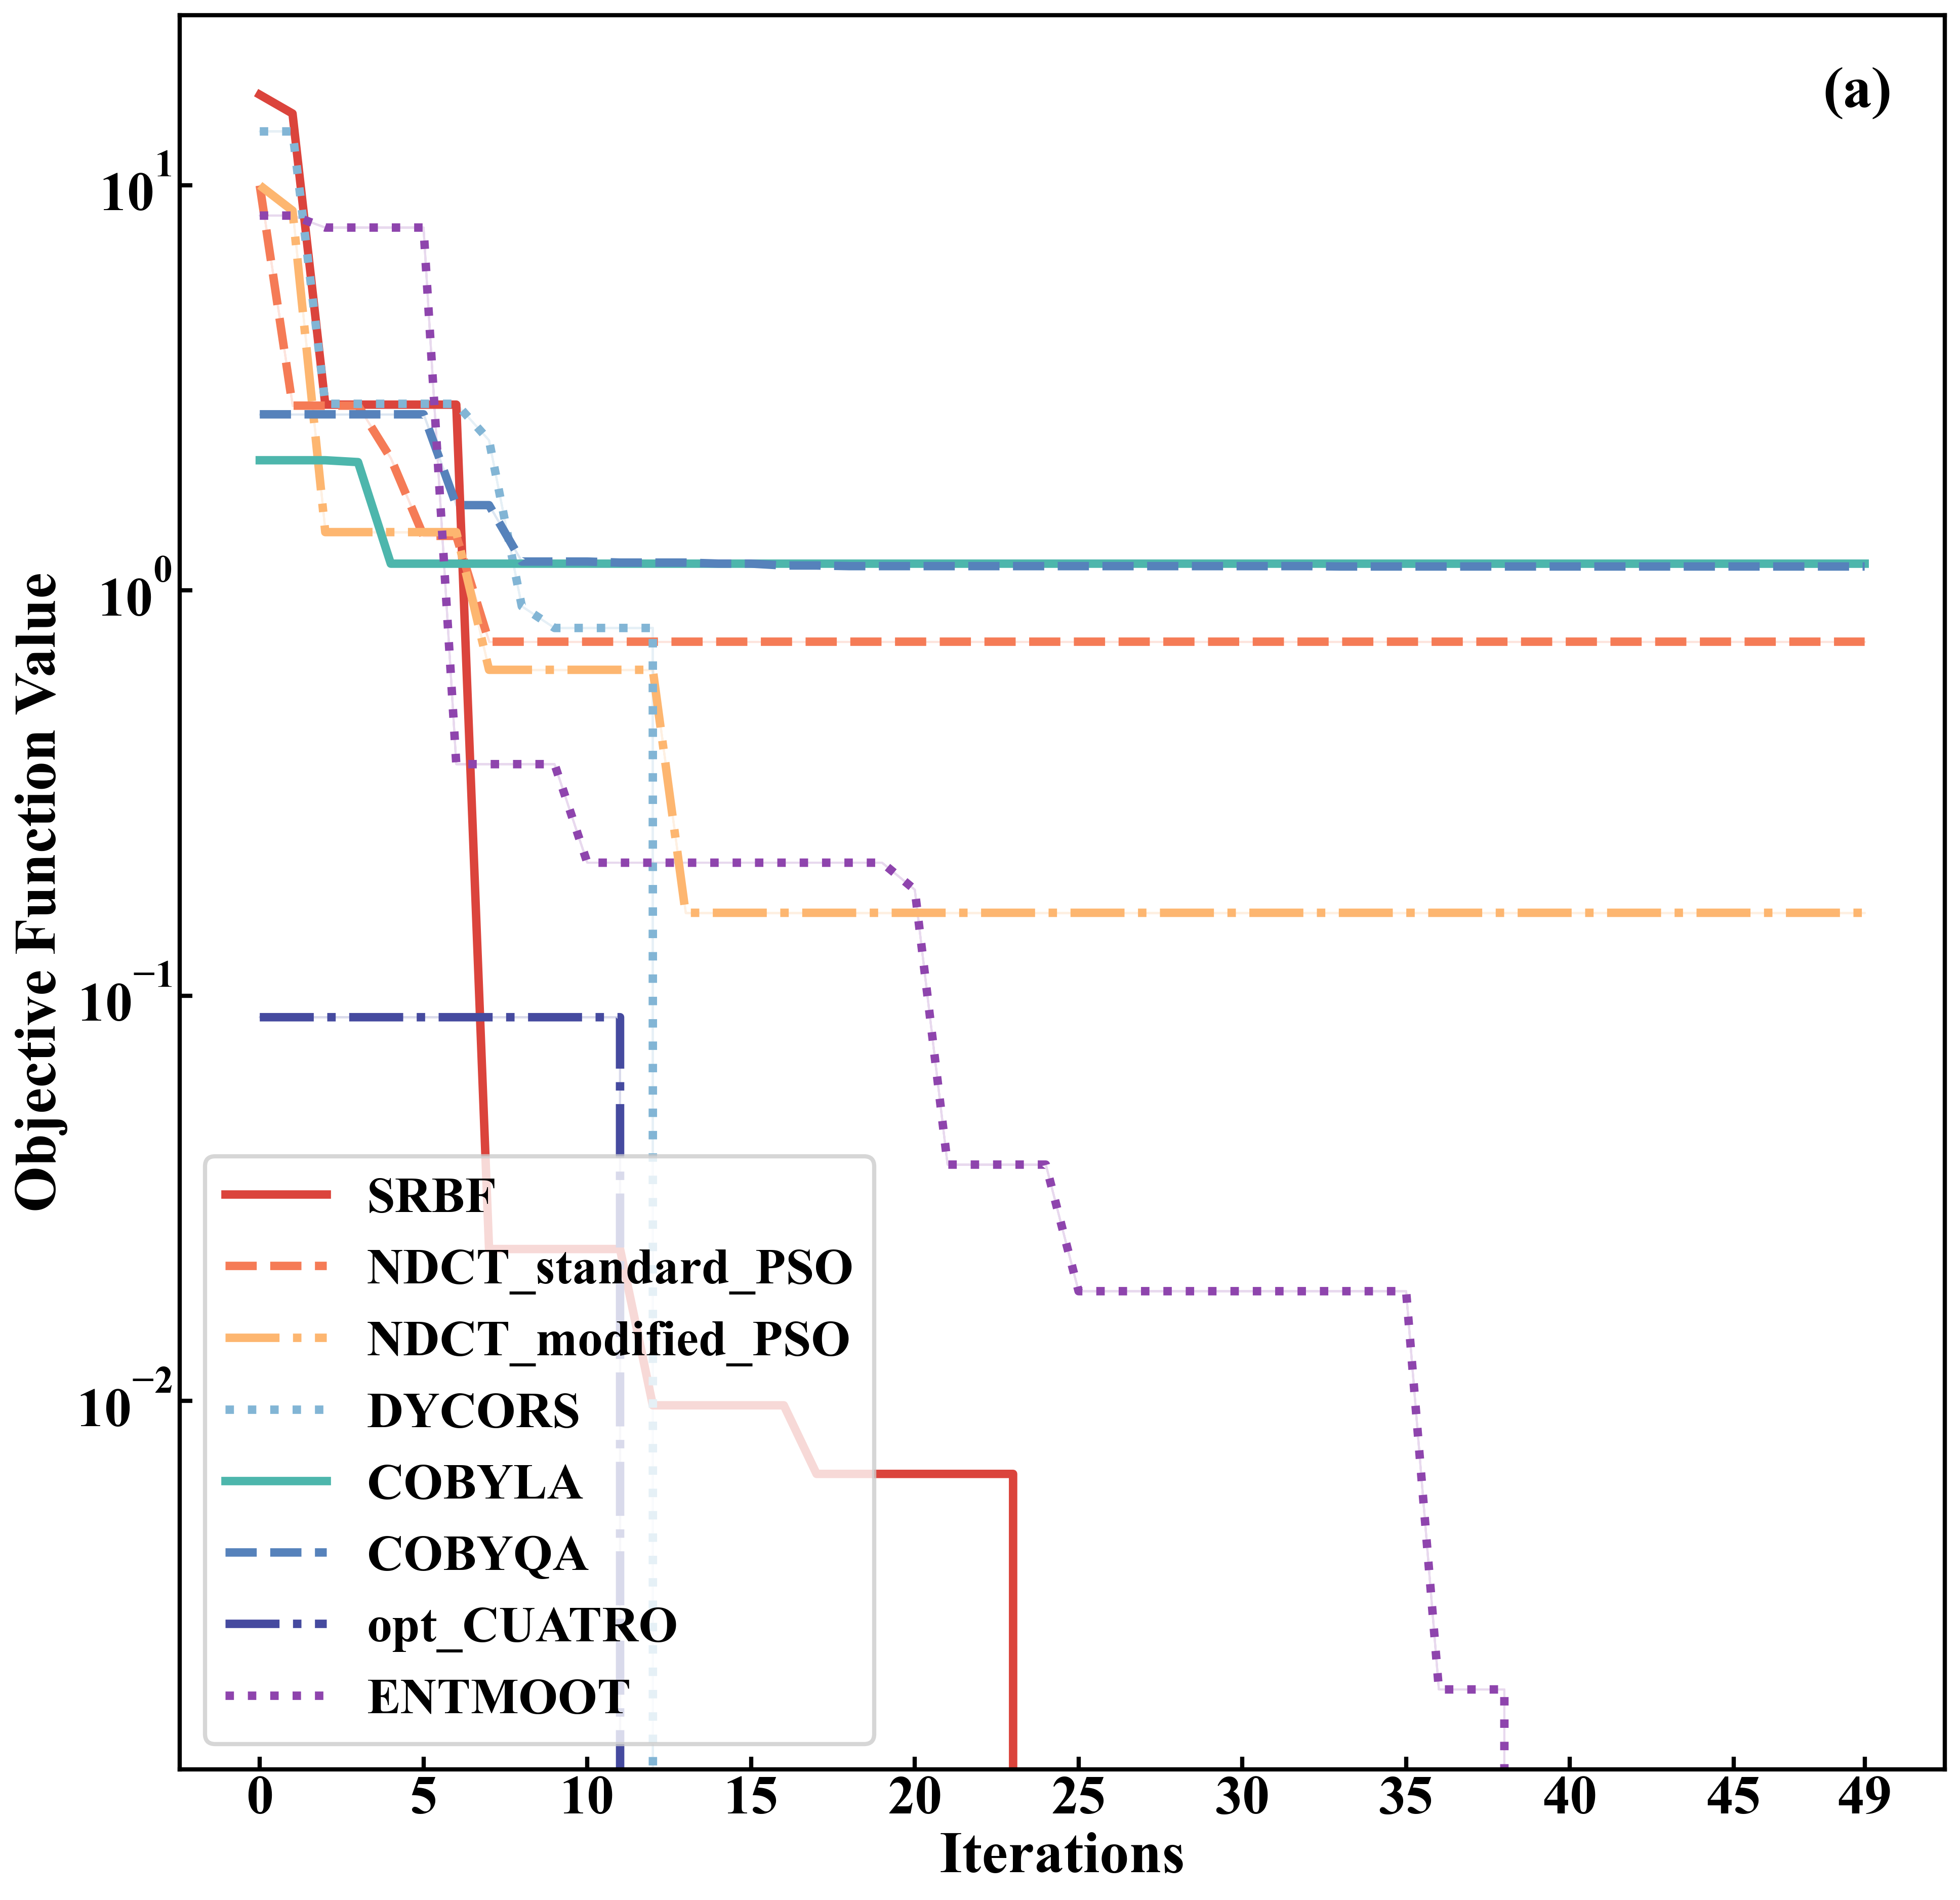 (a)
Objective Function Value
10^1
10^0
10^−1
10^−2
SRBF
NDCT_standard_PSO
NDCT_modified_PSO
DYCORS
COBYLA
COBYQA
opt_CUATRO
ENTMOOT
0 5 10 15 20 25 30 35 40 45 49
Iterations